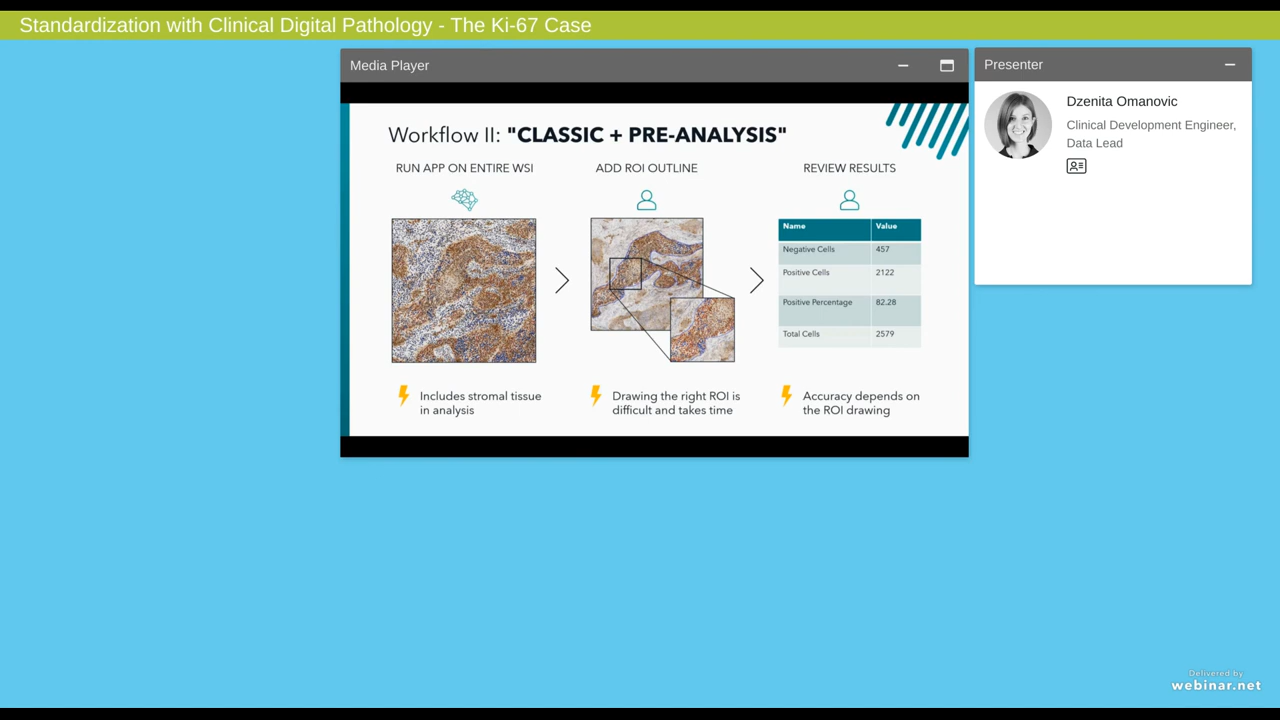 Standardization with Clinical Digital Pathology - The Ki-67 Case
Media Player
Presenter
Dzenita Omanovic
Clinical Development Engineer,
Data Lead
Workflow II: "CLASSIC + PRE-ANALYSIS"
RUN APP ON ENTIRE WSI
ADD ROI OUTLINE
REVIEW RESULTS
Name Value
Negative Cells 457
Positive Cells 2122
Positive Percentage 82.28
Total Cells 2579
Includes stromal tissue
in analysis
Drawing the right ROI is
difficult and takes time
Accuracy depends on
the ROI drawing
Delivered by
webinar.net